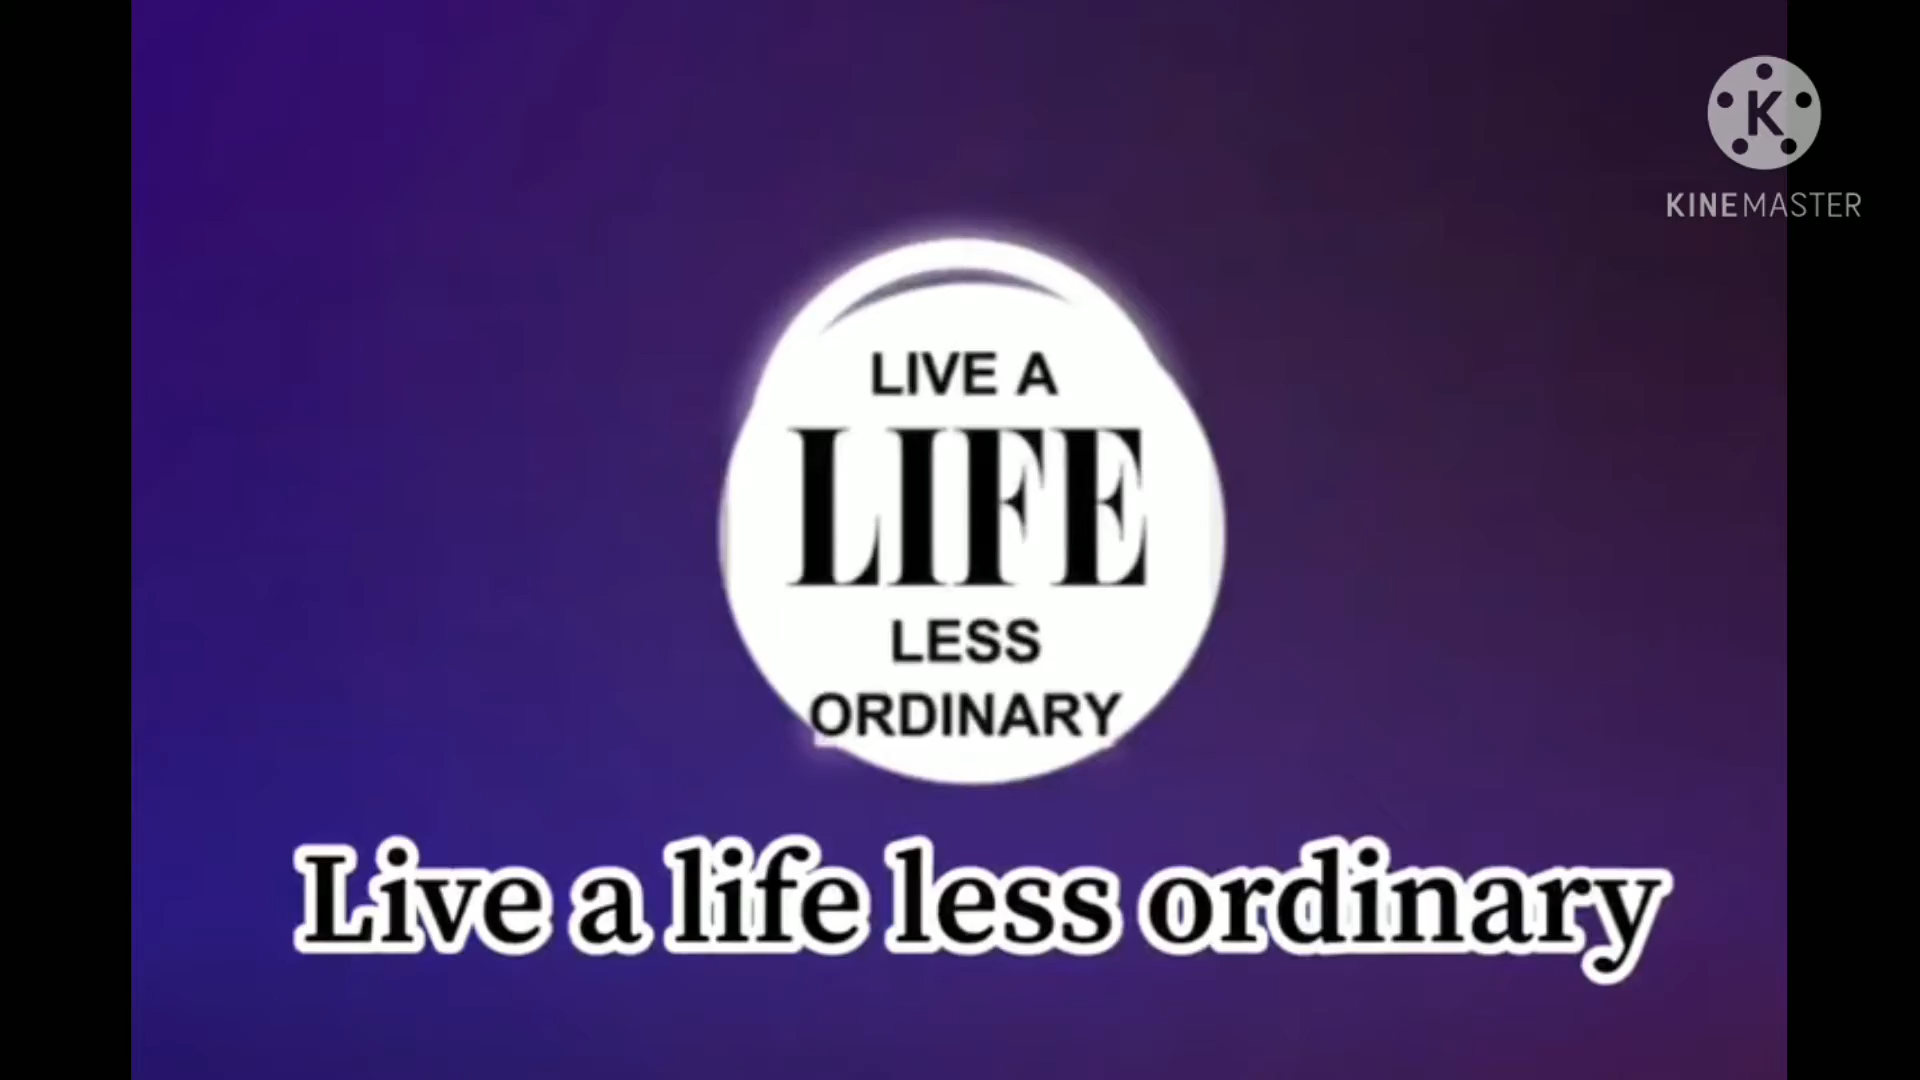 K
KINEMASTER
LIVE A
LIFE
LESS
ORDINARY
Live a life less ordinary